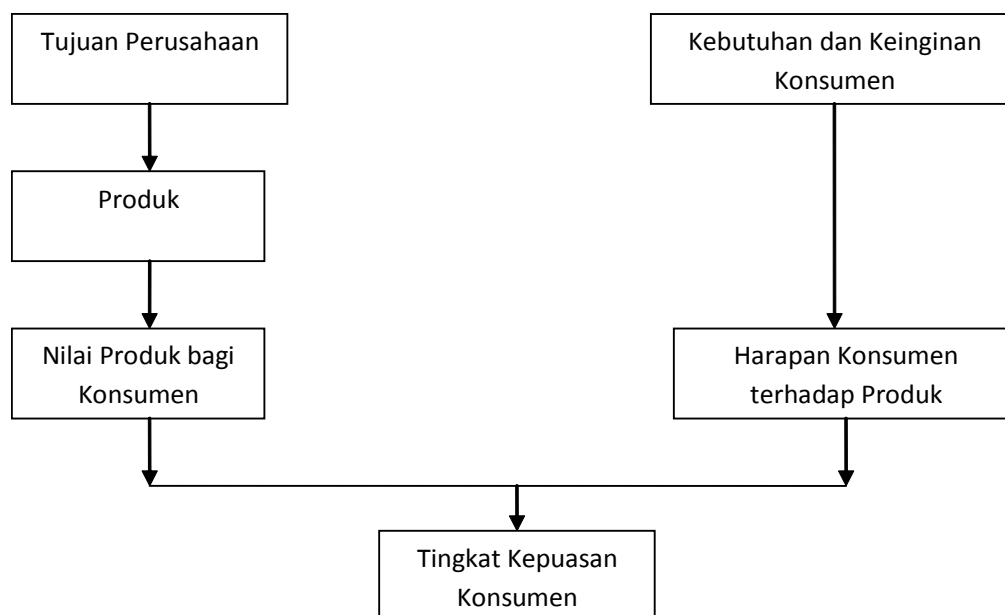 Tujuan Perusahaan
Kebutuhan dan Keinginan
Konsumen
Produk
Nilai Produk bagi
Konsumen
Harapan Konsumen
terhadap Produk
Tingkat Kepuasan
Konsumen